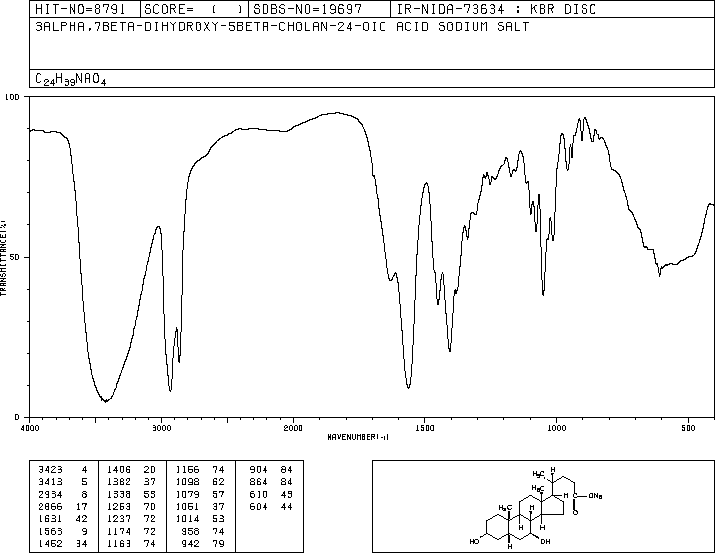 HIT-NO=8791 SCORE= ( ) SDBS-NO=19697 IR-NIDA-73634 : KBR DISC
3ALPHA,7BETA-DIHYDROXY-5BETA-CHOLAN-24-OIC ACID SODIUM SALT
C24H39NAO4
100
TRANSMITTANCE(%)
50
0
4000 3000 2000 1500 1000 500
WAVENUMBER(-1)
3423 4 1406 20 1156 74 904 84
3413 5 1382 37 1098 62 864 84
2934 8 1338 55 1079 57 610 49
2866 17 1263 70 1051 37 604 44
1631 42 1237 72 1014 53
1563 9 1174 72 958 74
1452 34 1163 74 942 79
H
H3C
H3C
H
C
ONa
O
H3C
H
H
H
HO
H
OH